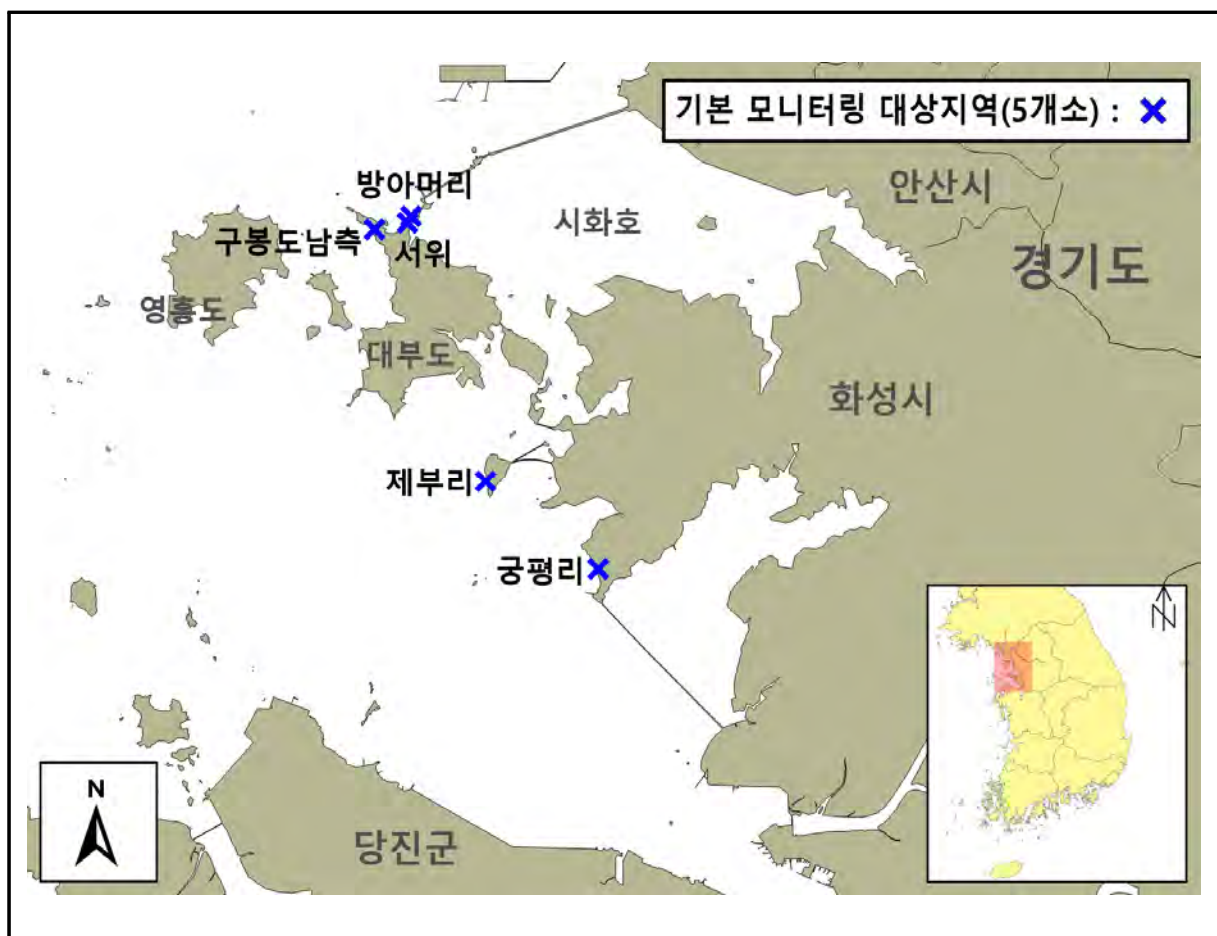 기본 모니터링 대상지역(5개소) :
방아머리
안산시
구봉도남측
서위
시화호
경기도
영흥도
대부도
화성시
제부리
궁평리
N
N
당진군